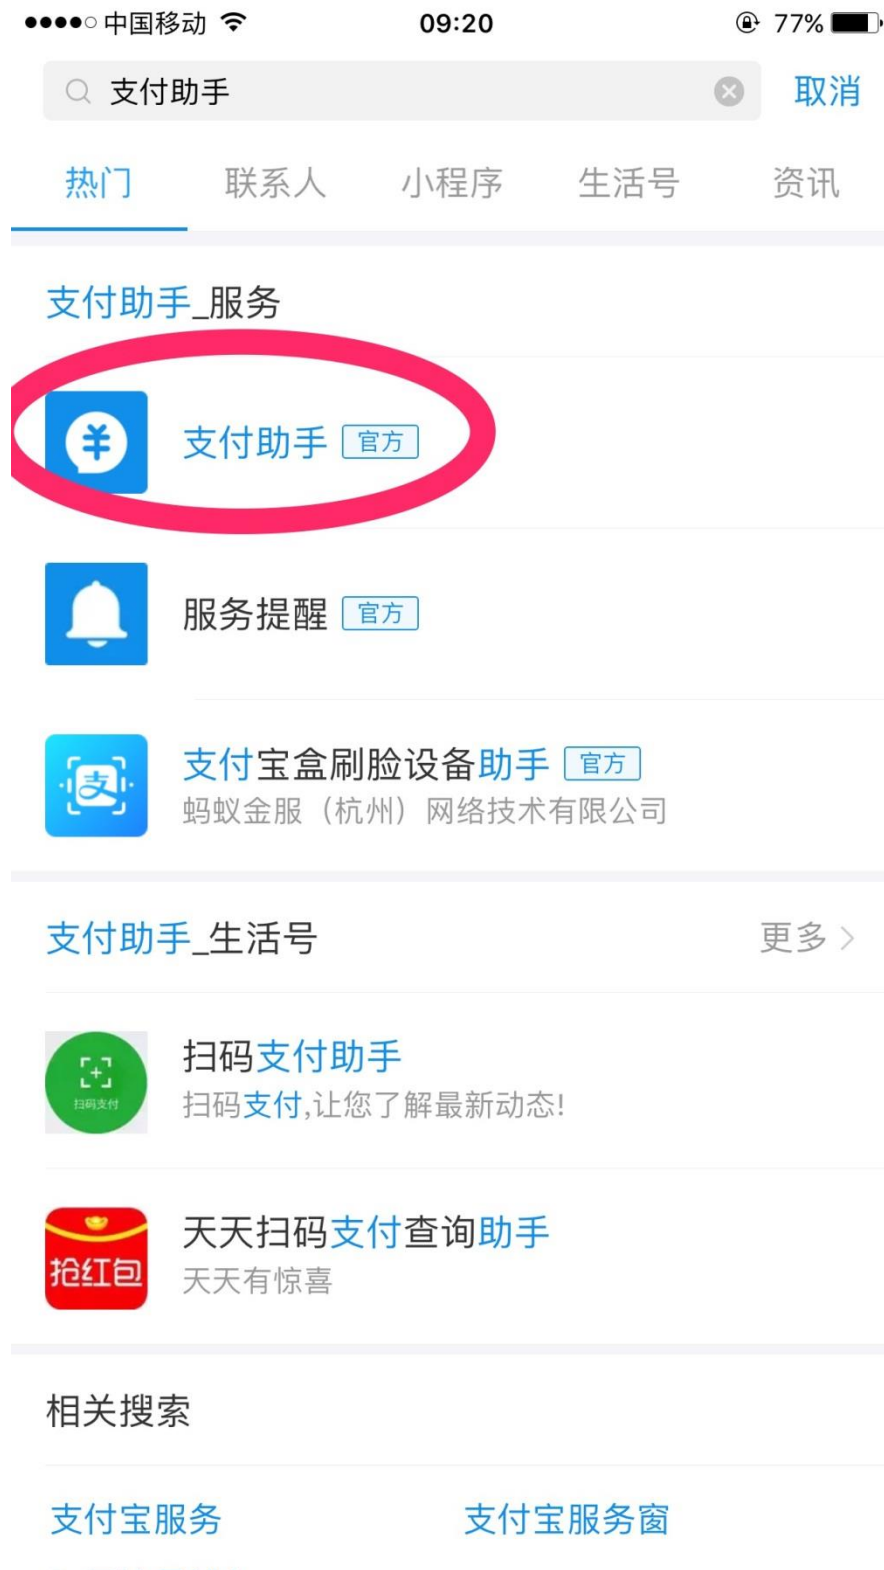 中国移动
09:20
77%
支付助手
取消
热门
联系人
小程序
生活号
资讯
支付助手_服务
支付助手 官方
服务提醒 官方
支付宝盒刷脸设备助手 官方
蚂蚁金服（杭州）网络技术有限公司
支付助手_生活号
更多
扫码支付助手
扫码支付
扫码支付,让您了解最新动态!
天天扫码支付查询助手
抢红包
天天有惊喜
相关搜索
支付宝服务
支付宝服务窗